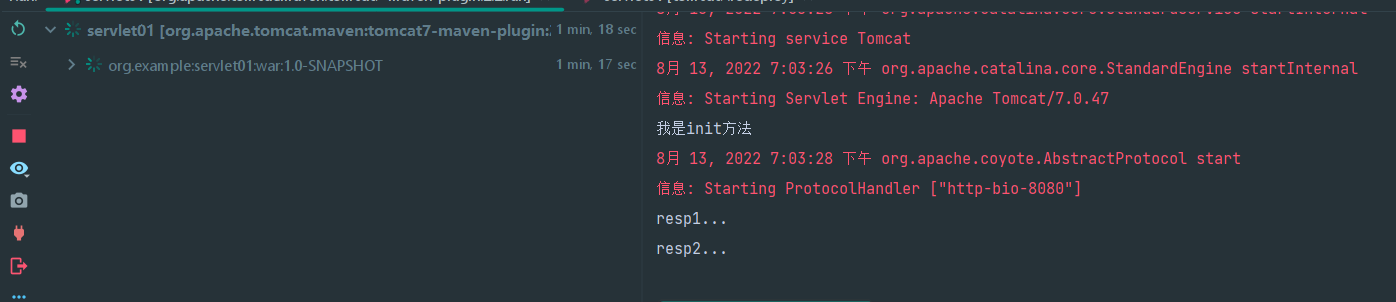 servlet01 [org.apache.tomcat.maven:tomcat7-maven-plugin: 1 min, 18 sec
org.example:servlet01:war:1.0-SNAPSHOT 1 min, 17 sec
信息: Starting service Tomcat
8月 13, 2022 7:03:26 下午 org.apache.catalina.core.StandardEngine startInternal
信息: Starting Servlet Engine: Apache Tomcat/7.0.47
我是init方法
8月 13, 2022 7:03:28 下午 org.apache.coyote.AbstractProtocol start
信息: Starting ProtocolHandler ["http-bio-8080"]
resp1...
resp2...